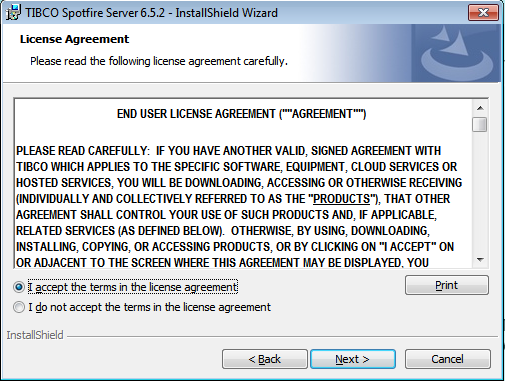 TIBCO Spotfire Server 6.5.2 - InstallShield Wizard
License Agreement
Please read the following license agreement carefully.
END USER LICENSE AGREEMENT (""AGREEMENT"")
PLEASE READ CAREFULLY: IF YOU HAVE ANOTHER VALID, SIGNED AGREEMENT WITH
TIBCO WHICH APPLIES TO THE SPECIFIC SOFTWARE, EQUIPMENT, CLOUD SERVICES OR
HOSTED SERVICES, YOU WILL BE DOWNLOADING, ACCESSING OR OTHERWISE RECEIVING
(INDIVIDUALLY AND COLLECTIVELY REFERRED TO AS THE "PRODUCTS"), THAT OTHER
AGREEMENT SHALL CONTROL YOUR USE OF SUCH PRODUCTS AND, IF APPLICABLE,
RELATED SERVICES (AS DEFINED BELOW). OTHERWISE, BY USING, DOWNLOADING,
INSTALLING, COPYING, OR ACCESSING PRODUCTS, OR BY CLICKING ON "I ACCEPT" ON
OR ADJACENT TO THE SCREEN WHERE THIS AGREEMENT MAY BE DISPLAYED, YOU
I accept the terms in the license agreement
Print
I do not accept the terms in the license agreement
InstallShield
< Back
Next >
Cancel